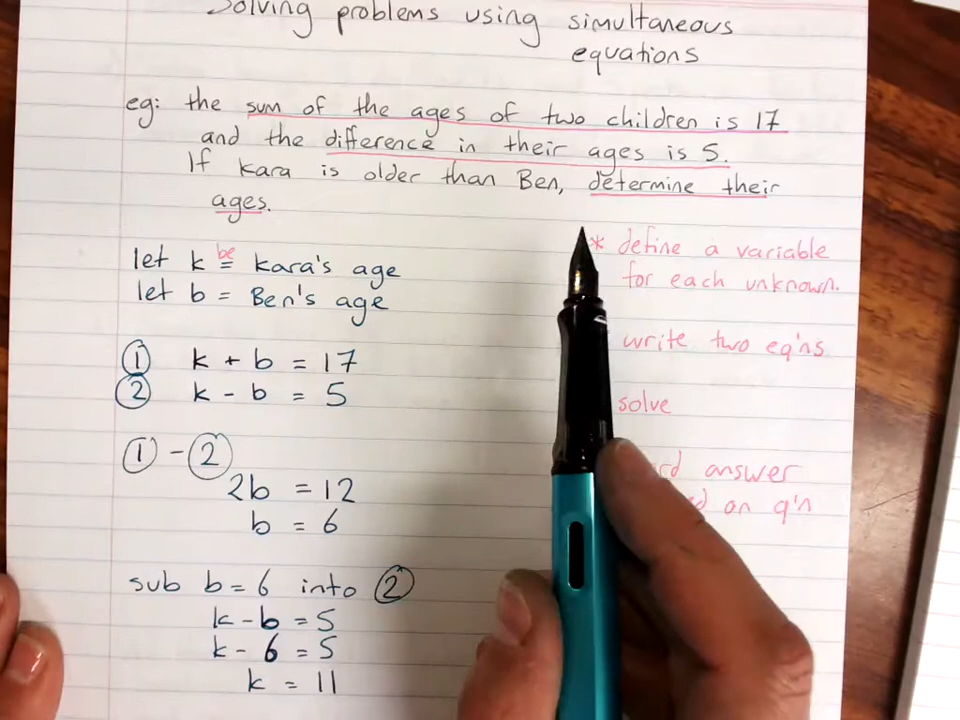 Solving problems using simultaneous
equations
eg: the sum of the ages of two children is 17
and the difference in their ages is 5.
If Kara is older than Ben, determine their
ages.
let k = be Kara's age
let b = Ben's age
* define a variable
for each unknown.
① k + b = 17
② k - b = 5
write two eq'ns
solve
① - ②
2b = 12
b = 6
answer
on q'n
sub b = 6 into ②
k - b = 5
k - 6 = 5
k = 11